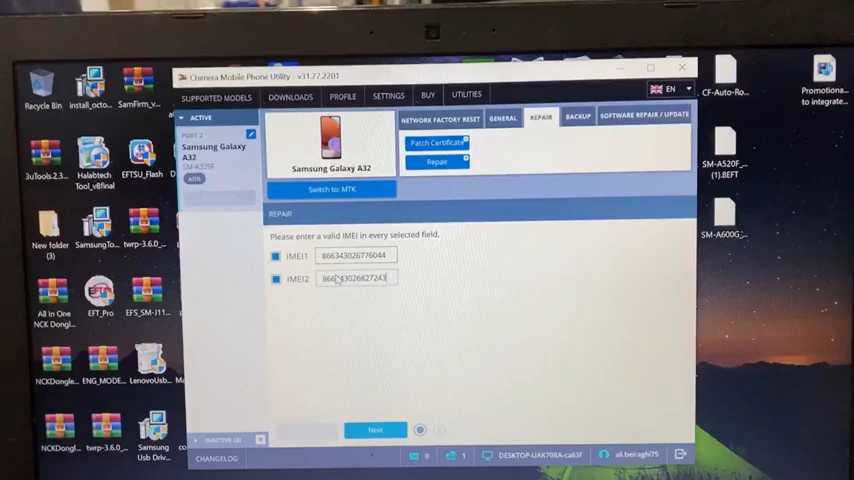 Chimera Mobile Phone Utility - v31.77.2201
SUPPORTED MODELS
DOWNLOADS
PROFILE
SETTINGS
BUY
UTILITIES
EN
ACTIVE
PORT 2
Samsung Galaxy
A32
SM-A325F
ADB
Samsung Galaxy A32
Switch to: MTK
NETWORK FACTORY RESET
GENERAL
REPAIR
BACKUP
SOFTWARE REPAIR / UPDATE
Patch Certificate
Repair
REPAIR
Please enter a valid IMEI in every selected field.
IMEI1
866343026776044
IMEI2
Next
INACTIVE (2)
CHANGELOG
0
1
DESKTOP-UAK708A-ca63f
ali.beiraghi75
Recycle Bin
install_octo...
SamFirm_v...
3uTools.2.3...
Halabtech
Tool_v8final
EFTSU_Flash
New folder
(3)
SamsungTo...
twrp-3.6.0_...
All In One
NCK Dongl...
EFT_Pro
EFS_SM-J11...
NCKDongle...
ENG_MODE...
LenovoUsb...
NCKDongl...
twrp-3.6.0_...
Samsung
Usb Driv...
CF-Auto-Ro...
Promotiona...
to integrate...
SM-A520F_...
(1).8EFT
SM-A600G_...